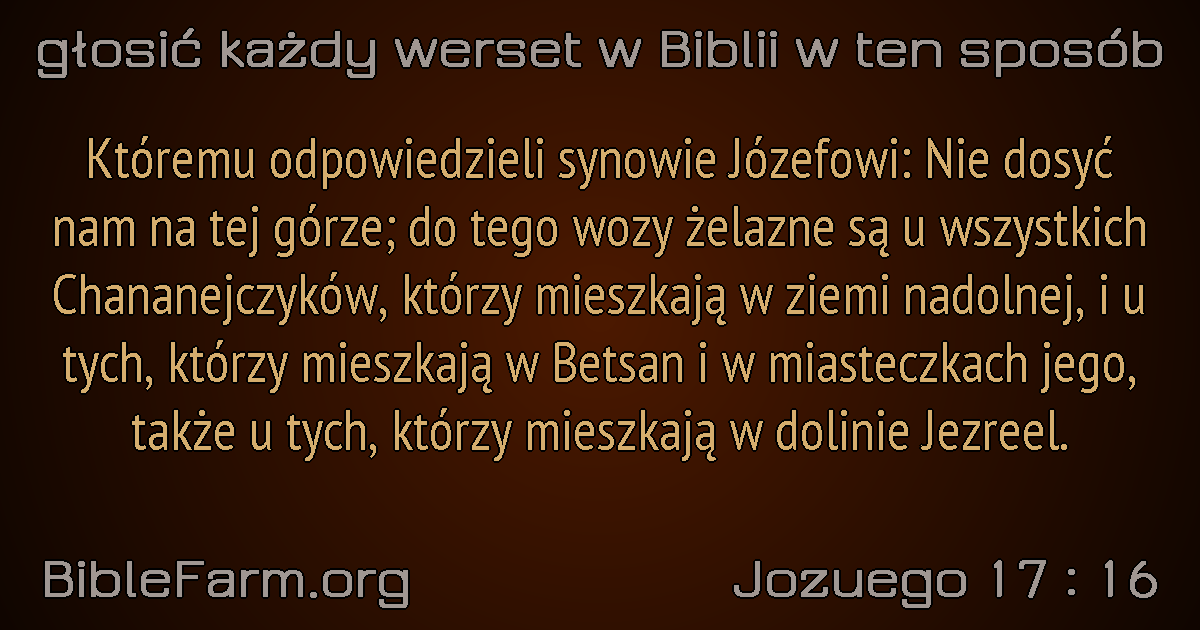 głosić każdy werset w Biblii w ten sposób
Któremu odpowiedzieli synowie Józefowi: Nie dosyć
nam na tej górze; do tego wozy żelazne są u wszystkich
Chananejczyków, którzy mieszkają w ziemi nadolnej, i u
tych, którzy mieszkają w Betsan i w miasteczkach jego,
także u tych, którzy mieszkają w dolinie Jezreel.
BibleFarm.org
Jozuego 17 : 16